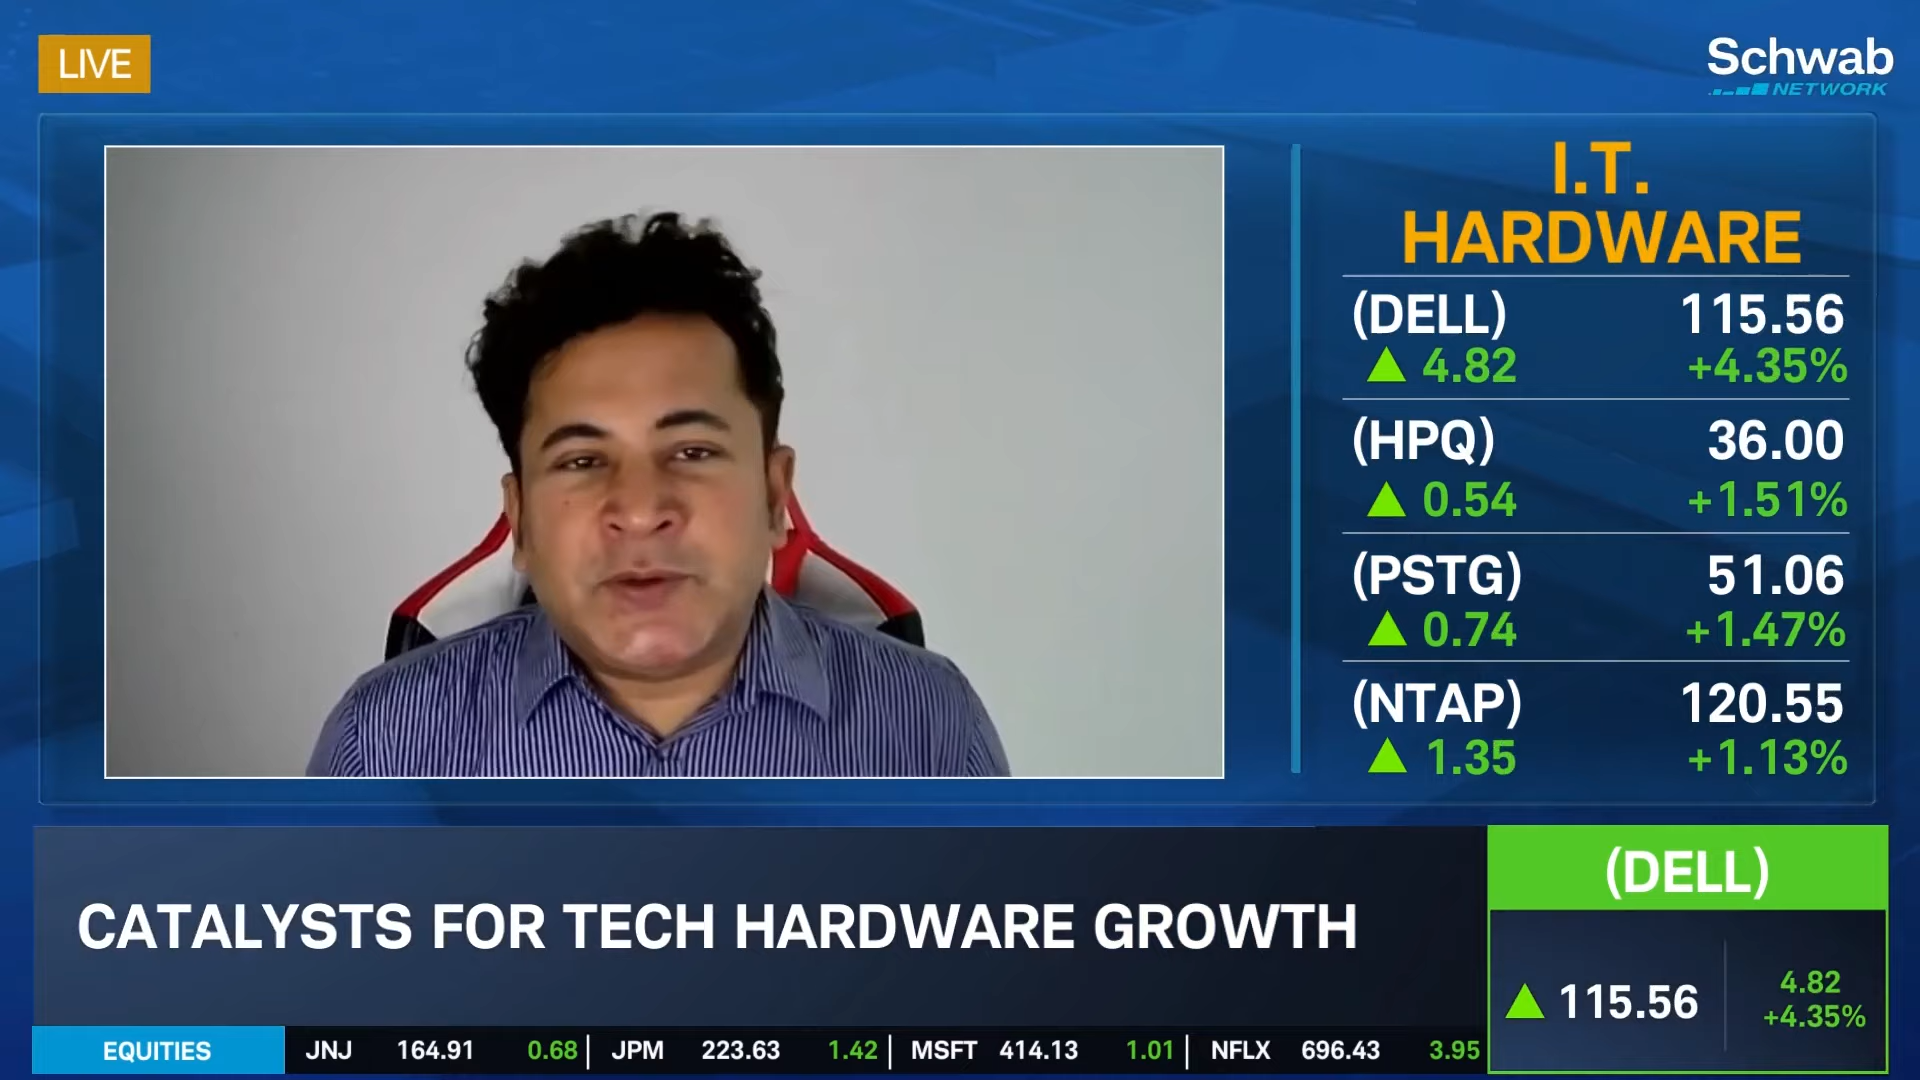 LIVE
Schwab
NETWORK
I.T.
HARDWARE
(DELL) 115.56
▲ 4.82 +4.35%
(HPQ) 36.00
▲ 0.54 +1.51%
(PSTG) 51.06
▲ 0.74 +1.47%
(NTAP) 120.55
▲ 1.35 +1.13%
CATALYSTS FOR TECH HARDWARE GROWTH
(DELL)
▲ 115.56
4.82
+4.35%
EQUITIES JNJ 164.91 0.68 | JPM 223.63 1.42 | MSFT 414.13 1.01 | NFLX 696.43 3.95